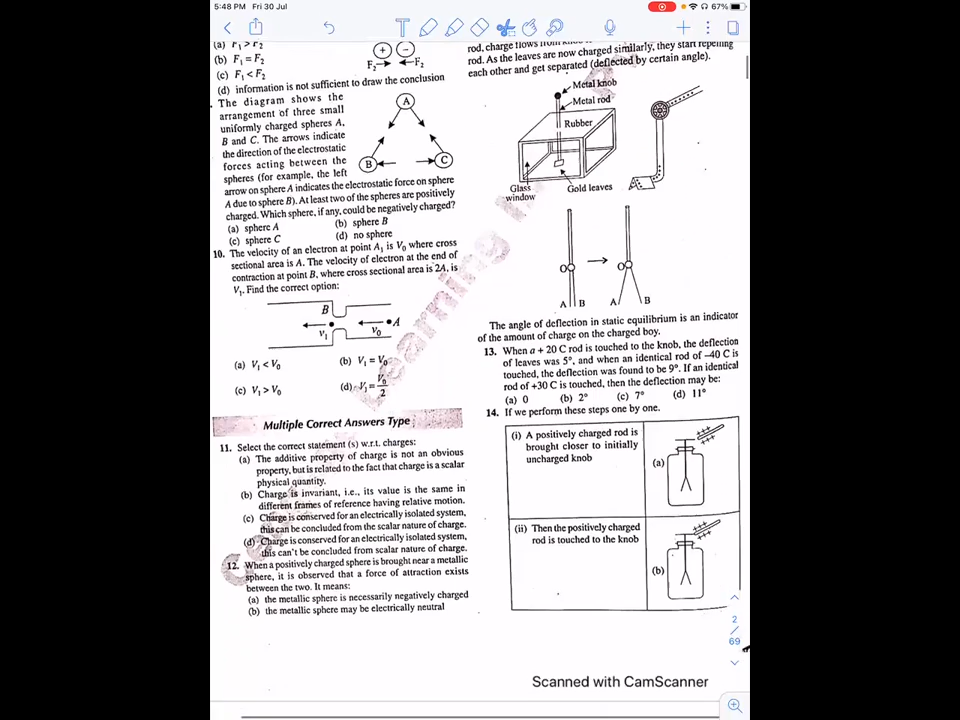 5:48 PM Fri 30 Jul
67%
(a) F₁ > F₂
(b) F₁ = F₂
(c) F₁ < F₂
(d) information is not sufficient to draw the conclusion
+ −
F₂ F₂
The diagram shows the
arrangement of three small
uniformly charged spheres A,
B and C. The arrows indicate
the direction of the electrostatic
forces acting between the
spheres (for example, the left
arrow on sphere A indicates the electrostatic force on sphere
A due to sphere B). At least two of the spheres are positively
charged. Which sphere, if any, could be negatively charged?
(a) sphere A (b) sphere B
(c) sphere C (d) no sphere
A
B C
10. The velocity of an electron at point A₁ is V₀ where cross
sectional area is A. The velocity of electron at the end of
contraction at point B, where cross sectional area is 2A, is
V₁. Find the correct option:
B
A
v₁ v₀
(a) V₁ < V₀ (b) V₁ = V₀
(c) V₁ > V₀ (d) V₁ = V₀/2
Multiple Correct Answers Type
11. Select the correct statement (s) w.r.t. charges:
(a) The additive property of charge is not an obvious
property, but is related to the fact that charge is a scalar
physical quantity.
(b) Charge is invariant, i.e., its value is the same in
different frames of reference having relative motion.
(c) Charge is conserved for an electrically isolated system,
this can be concluded from the scalar nature of charge.
(d) Charge is conserved for an electrically isolated system,
this can't be concluded from scalar nature of charge.
12. When a positively charged sphere is brought near a metallic
sphere, it is observed that a force of attraction exists
between the two. It means:
(a) the metallic sphere is necessarily negatively charged
(b) the metallic sphere may be electrically neutral
rod, charge flows from
rod. As the leaves are now charged similarly, they start repelling
each other and get separated (deflected by certain angle).
Metal knob
Metal rod
Rubber
Glass
window
Gold leaves
O O
A B A B
The angle of deflection in static equilibrium is an indicator
of the amount of charge on the charged boy.
13. When a + 20 C rod is touched to the knob, the deflection
of leaves was 5°, and when an identical rod of –40 C is
touched, the deflection was found to be 9°. If an identical
rod of +30 C is touched, then the deflection may be:
(a) 0 (b) 2° (c) 7° (d) 11°
14. If we perform these steps one by one.
(i) A positively charged rod is
brought closer to initially
uncharged knob
(a)
(ii) Then the positively charged
rod is touched to the knob
(b)
2
/
69
Learning
Scanned with CamScanner